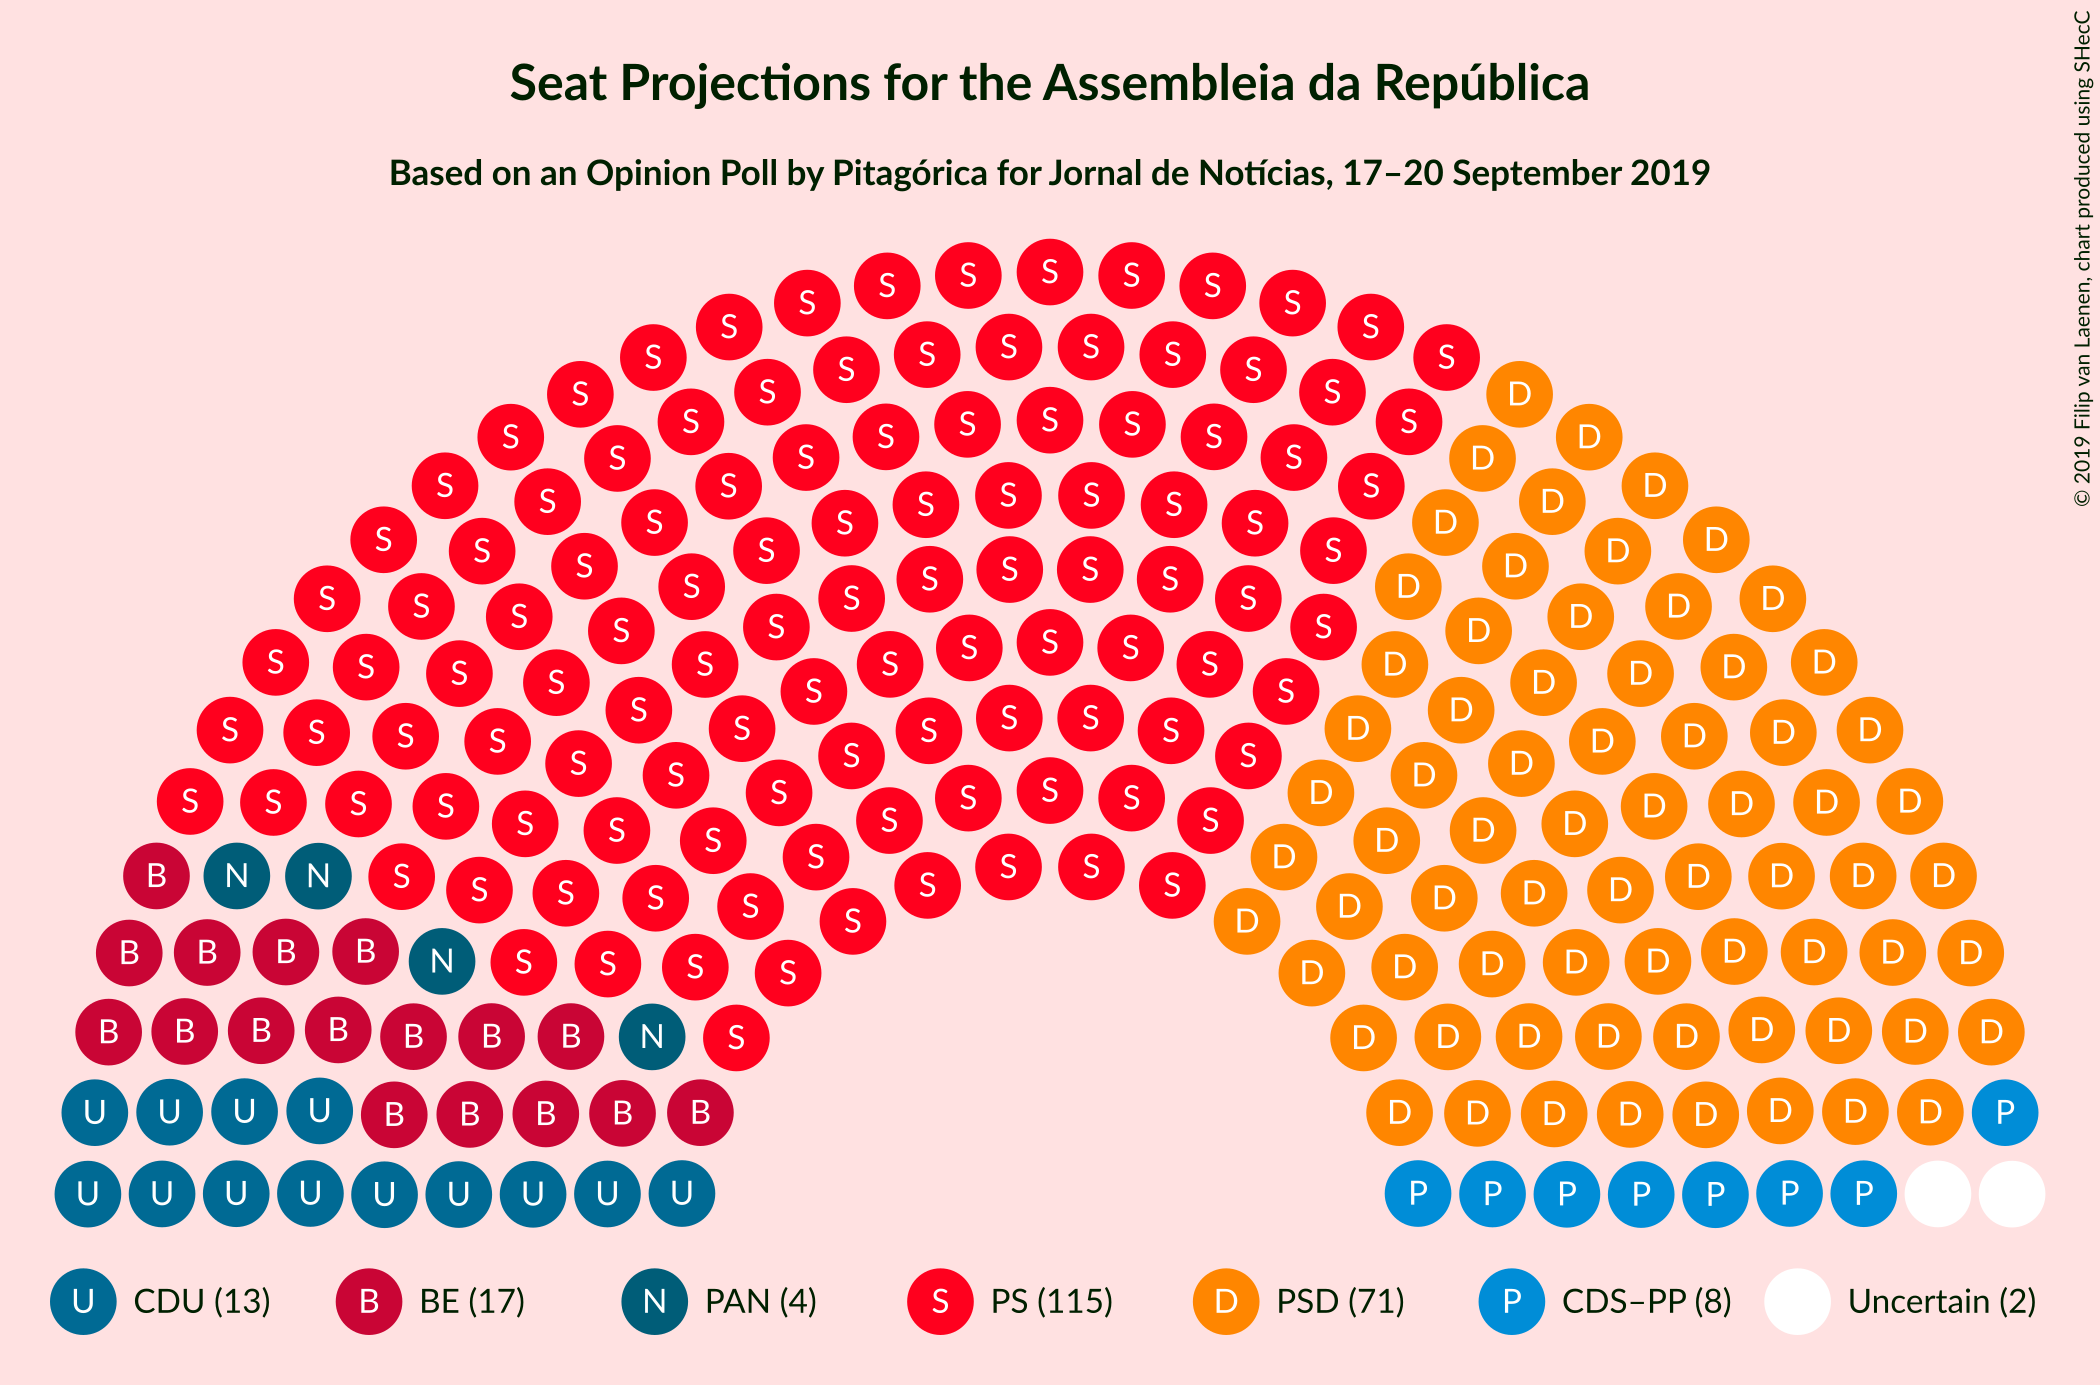 Seat Projections for the Assembleia da República
Based on an Opinion Poll by Pitagórica for Jornal de Notícias, 17–20 September 2019
© 2019 Filip van Laenen, chart produced using SHecC
S S S S S S S S S
S S S S S S S S S S D
S S S S S S S S S D D
S S S S S S S S S D D D
S S S S S S S S S D D D
S S S S S S S S S D D D
S S S S S S S S S D D D
S S S S S S S S S D D D D
S S S S S S S S S D D D D
S S S S S S S S S D D D D
S S S S S S S S S D D D D D
S S S S S S S S S D D D D D D
B N N S S S S S S S S S S D D D D D D D D
B B B B N S S S S D D D D D D D D D
B B B B B B B N S D D D D D D D D D
U U U U B B B B B D D D D D D D D P
U U U U U U U U U P P P P P P P
U CDU (13) B BE (17) N PAN (4) S PS (115) D PSD (71) P CDS–PP (8) Uncertain (2)